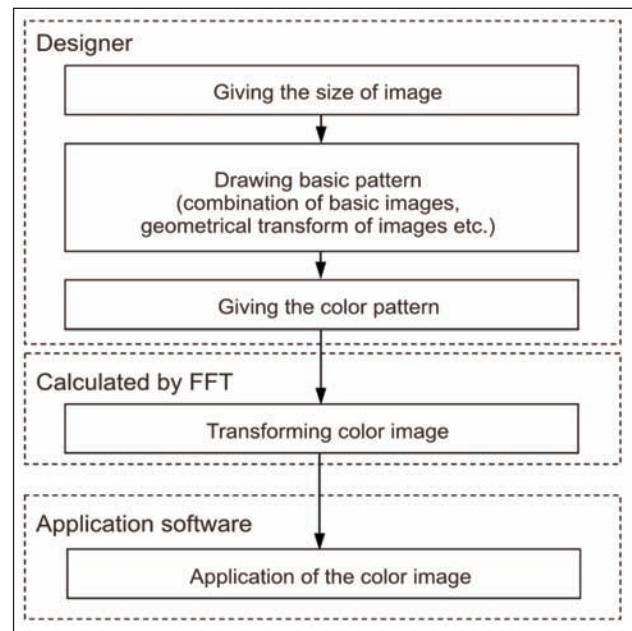 Designer
Giving the size of image
Drawing basic pattern
(combination of basic images,
geometrical transform of images etc.)
Giving the color pattern
Calculated by FFT
Transforming color image
Application software
Application of the color image